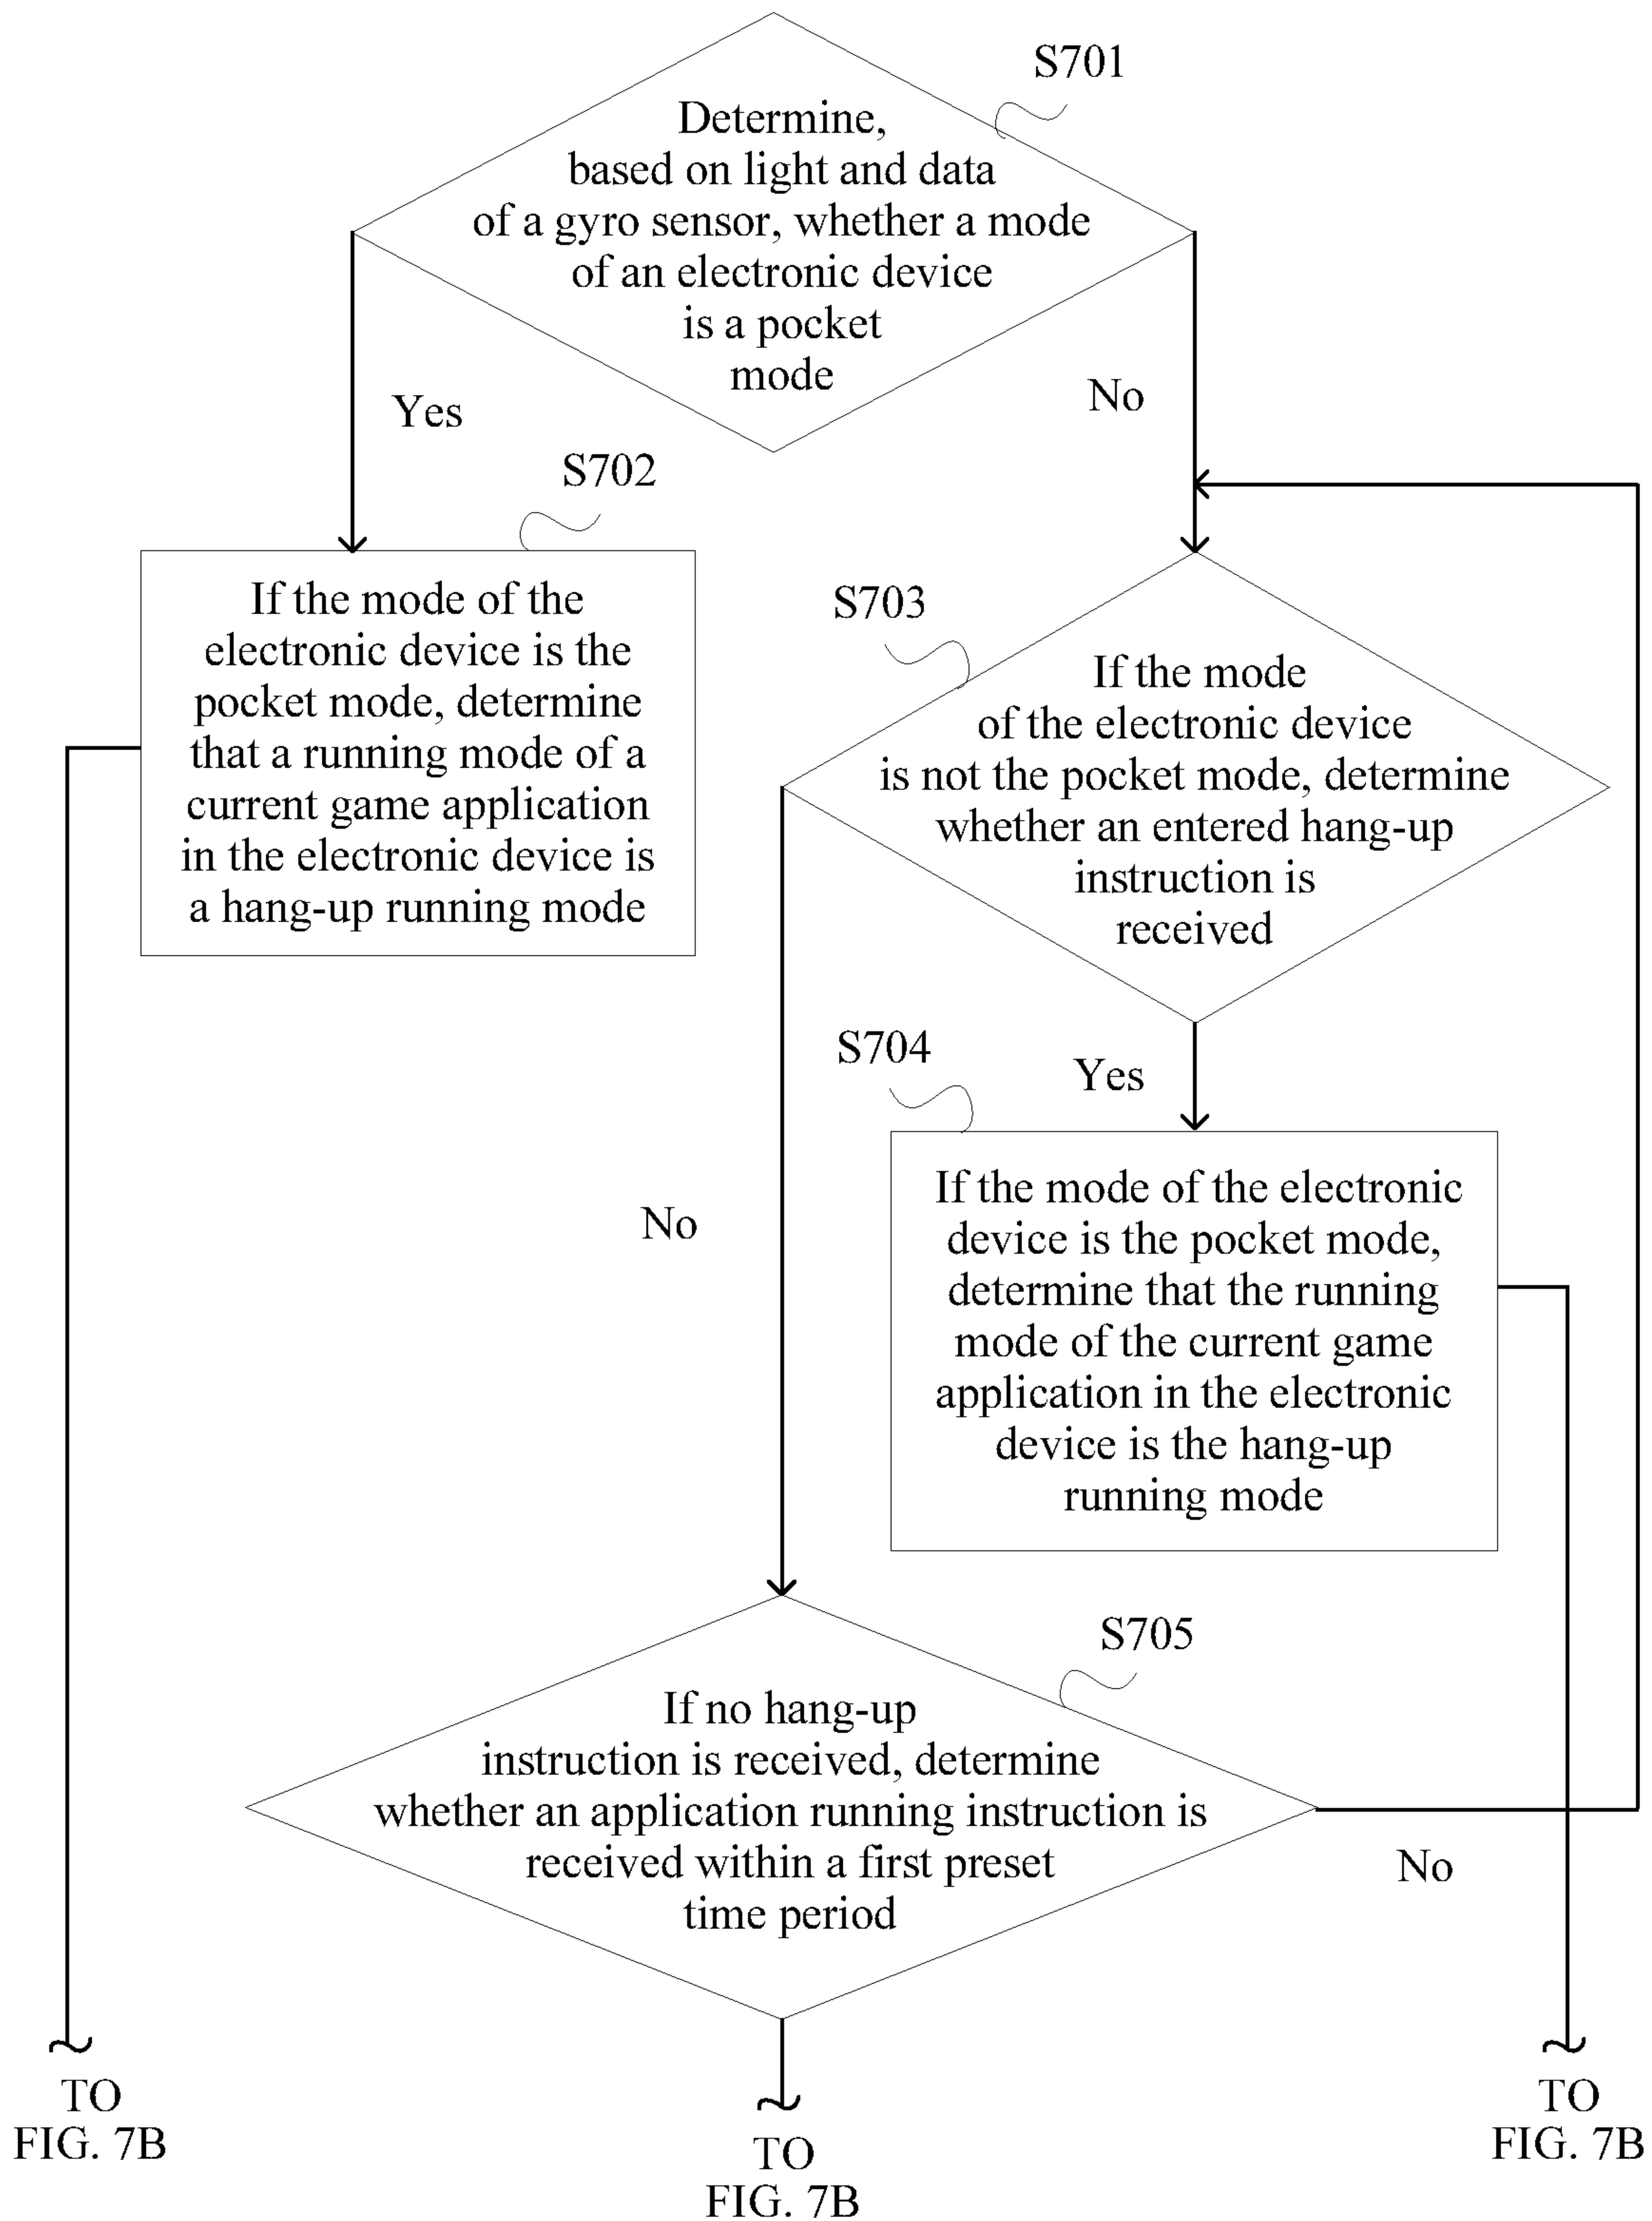 S701
Determine,
based on light and data
of a gyro sensor, whether a mode
of an electronic device
is a pocket
mode
Yes
No
S702
If the mode of the
electronic device is the
pocket mode, determine
that a running mode of a
current game application
in the electronic device is
a hang-up running mode
S703
If the mode
of the electronic device
is not the pocket mode, determine
whether an entered hang-up
instruction is
received
Yes
No
S704
If the mode of the electronic
device is the pocket mode,
determine that the running
mode of the current game
application in the electronic
device is the hang-up
running mode
S705
If no hang-up
instruction is received, determine
whether an application running instruction is
received within a first preset
time period
No
TO
FIG. 7B
TO
FIG. 7B
TO
FIG. 7B